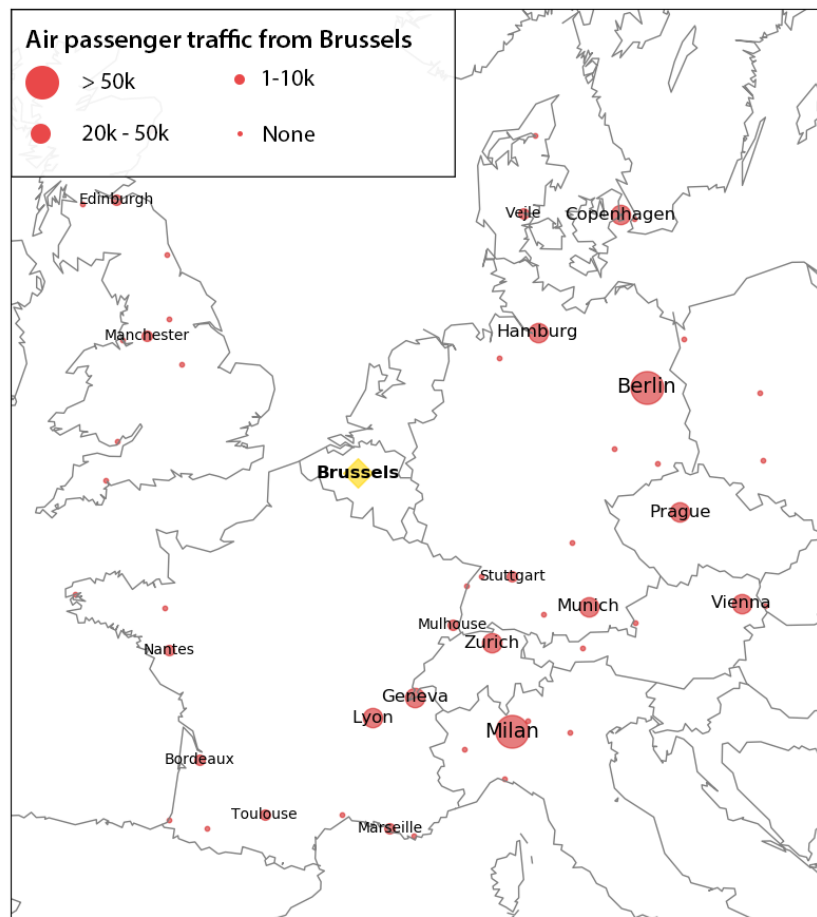 Air passenger traffic from Brussels
> 50k
1-10k
20k - 50k
None
Edinburgh
Vejle
Copenhagen
Hamburg
Manchester
Berlin
Brussels
Prague
Stuttgart
Munich
Vienna
Mulhouse
Zurich
Nantes
Geneva
Lyon
Milan
Bordeaux
Toulouse
Marseille